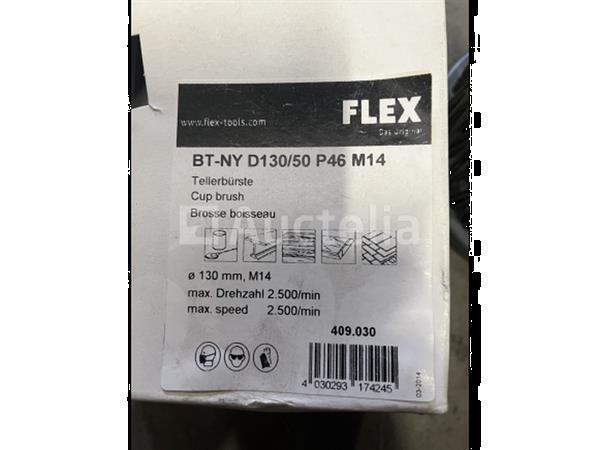 www.flex-tools.com
FLEX
Das Original
BT-NY D130/50 P46 M14
Tellerbürste
Cup brush
Brosse boisseau
Auctelia
ø 130 mm, M14
max. Drehzahl 2.500/min
max. speed 2.500/min
409.030
4 030293 174245
03-2014